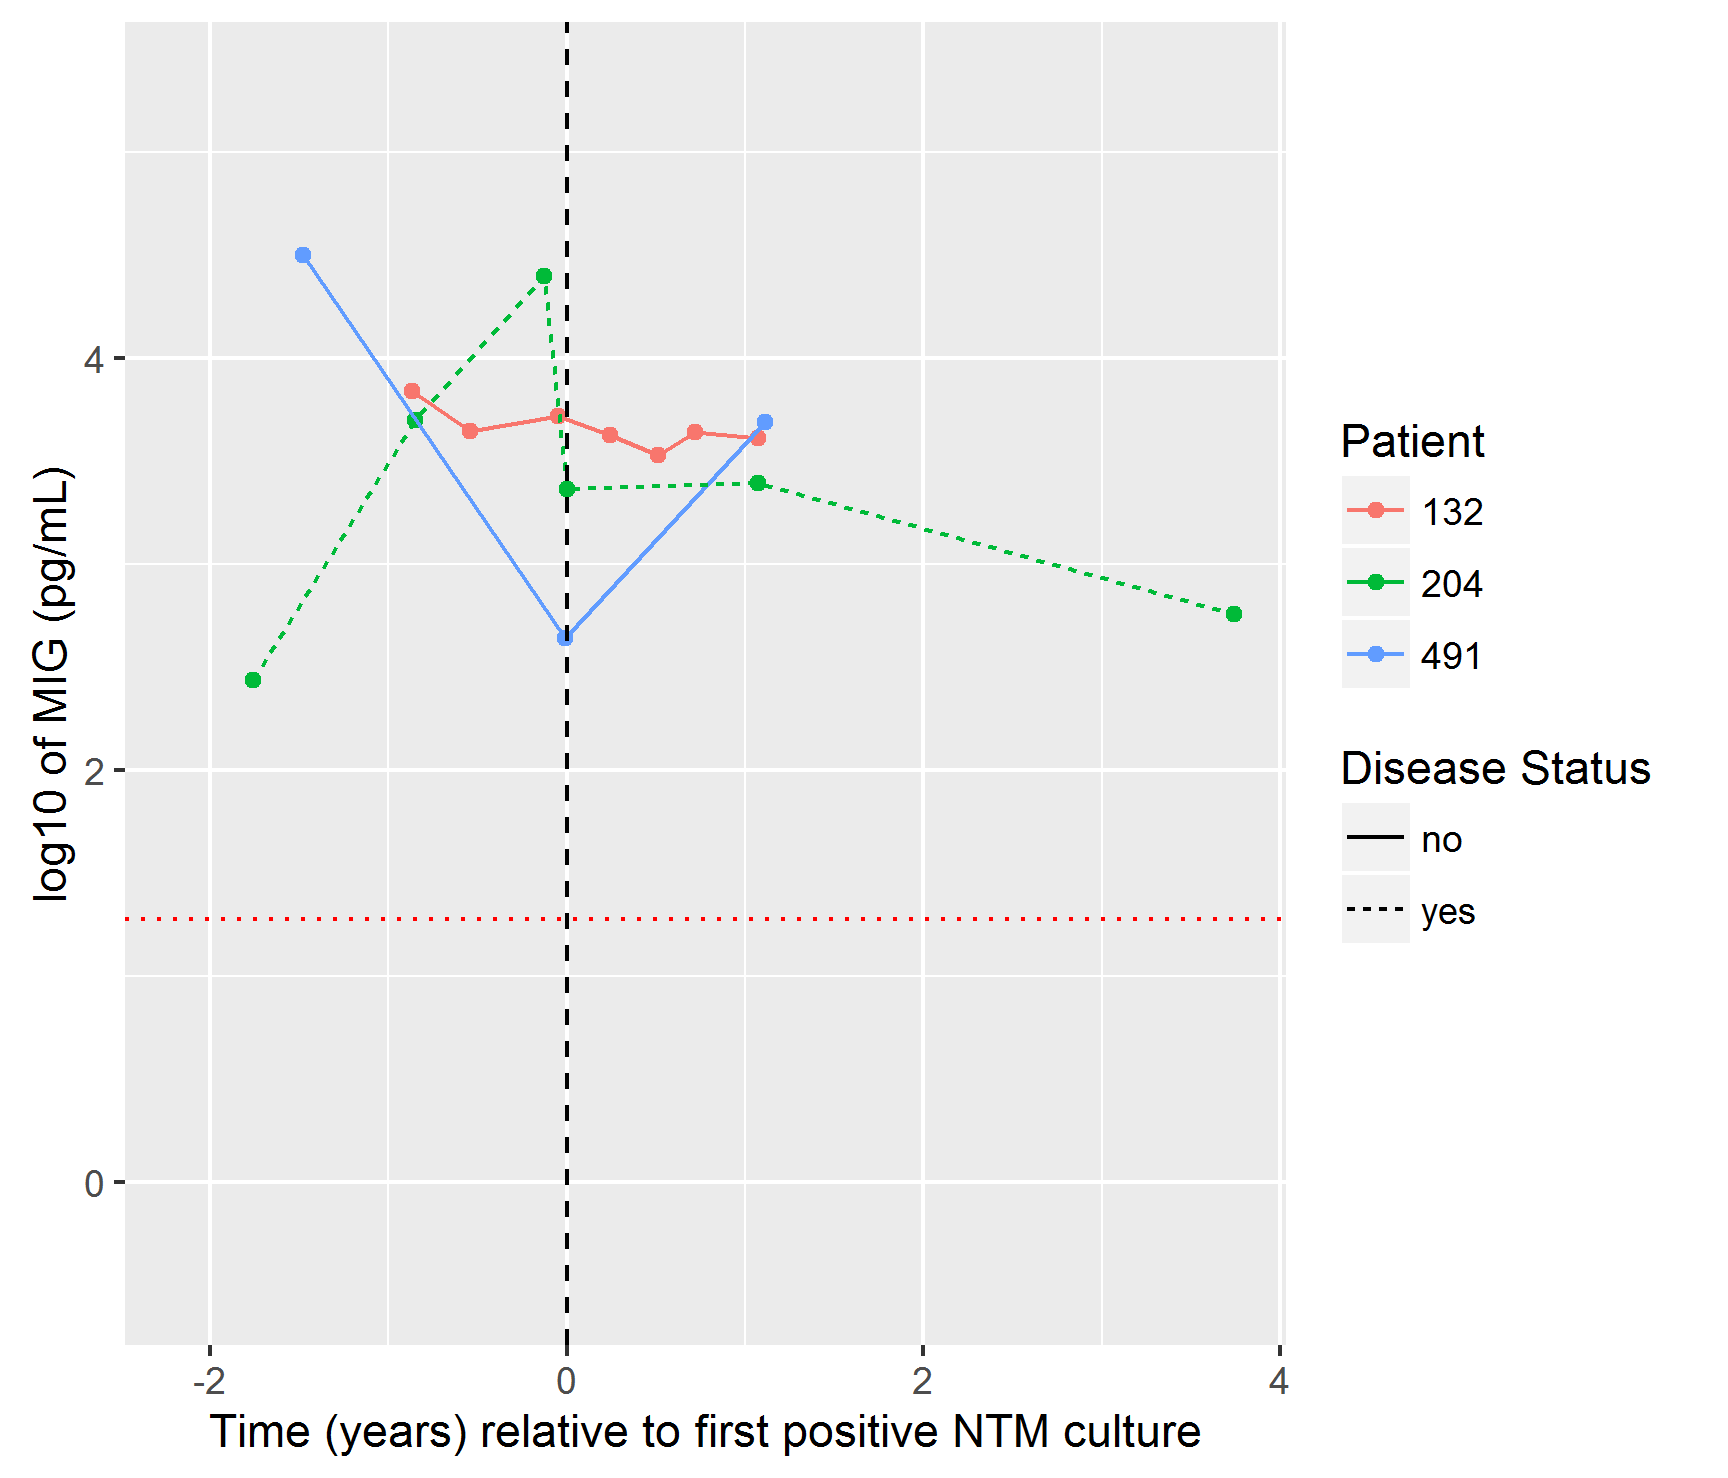 log10 of MIG (pg/mL)
4
2
0
-2
0
2
4
Time (years) relative to first positive NTM culture
Patient
132
204
491
Disease Status
no
yes